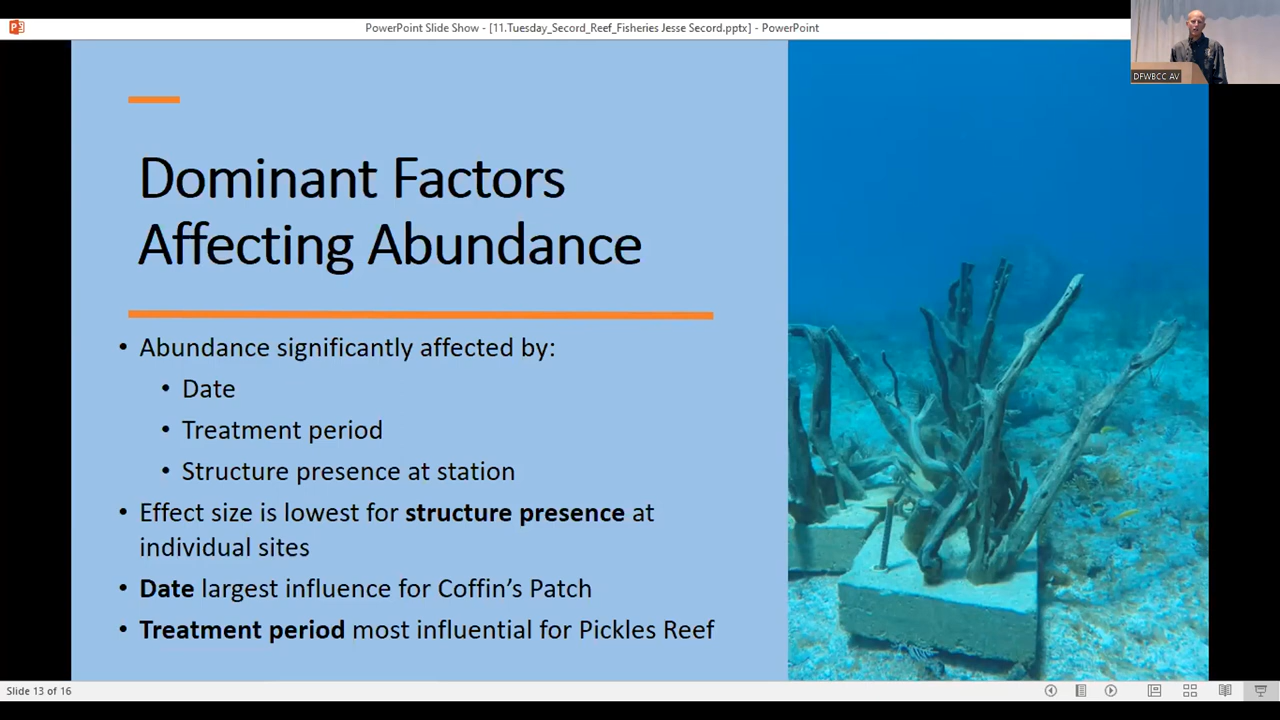 PowerPoint Slide Show - [11.Tuesday_Secord_Reef_Fisheries Jesse Secord.pptx] - PowerPoint
DFWBCC AV
Dominant Factors
Affecting Abundance
• Abundance significantly affected by:
• Date
• Treatment period
• Structure presence at station
• Effect size is lowest for structure presence at
individual sites
• Date largest influence for Coffin's Patch
• Treatment period most influential for Pickles Reef
Slide 13 of 16